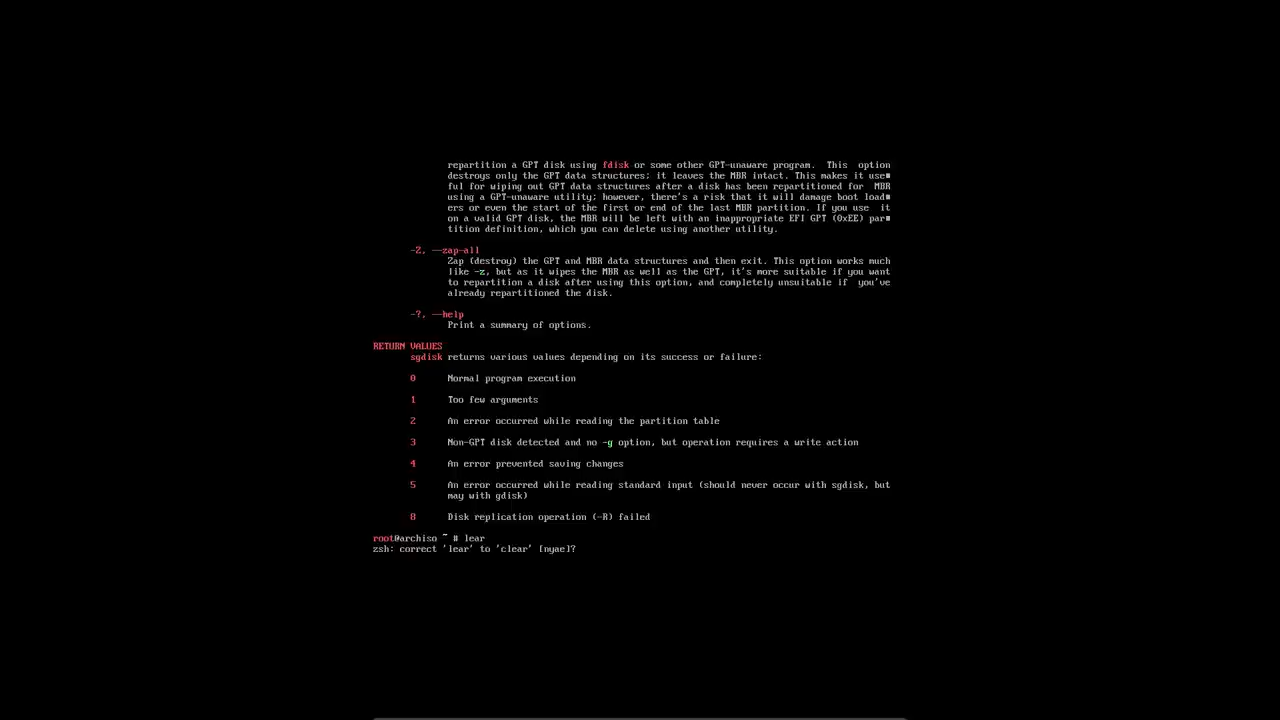 repartition a GPT disk using fdisk or some other GPT-unaware program.  This  option
destroys only the GPT data structures; it leaves the MBR intact. This makes it use■
ful for wiping out GPT data structures after a disk has been repartitioned for  MBR
using a GPT-unaware utility; however, there's a risk that it will damage boot load■
ers or even the start of the first or end of the last MBR partition. If you use  it
on a valid GPT disk, the MBR will be left with an inappropriate EFI GPT (0xEE) par■
tition definition, which you can delete using another utility.
-Z, --zap-all
Zap (destroy) the GPT and MBR data structures and then exit. This option works much
like -z, but as it wipes the MBR as well as the GPT, it's more suitable if you want
to repartition a disk after using this option, and completely unsuitable if  you've
already repartitioned the disk.
-?, --help
Print a summary of options.
RETURN VALUES
sgdisk returns various values depending on its success or failure:
0 Normal program execution
1 Too few arguments
2 An error occurred while reading the partition table
3 Non-GPT disk detected and no -g option, but operation requires a write action
4 An error prevented saving changes
5 An error occurred while reading standard input (should never occur with sgdisk, but
may with gdisk)
8 Disk replication operation (-R) failed
root@archiso ~ # lear
zsh: correct 'lear' to 'clear' [nyae]?